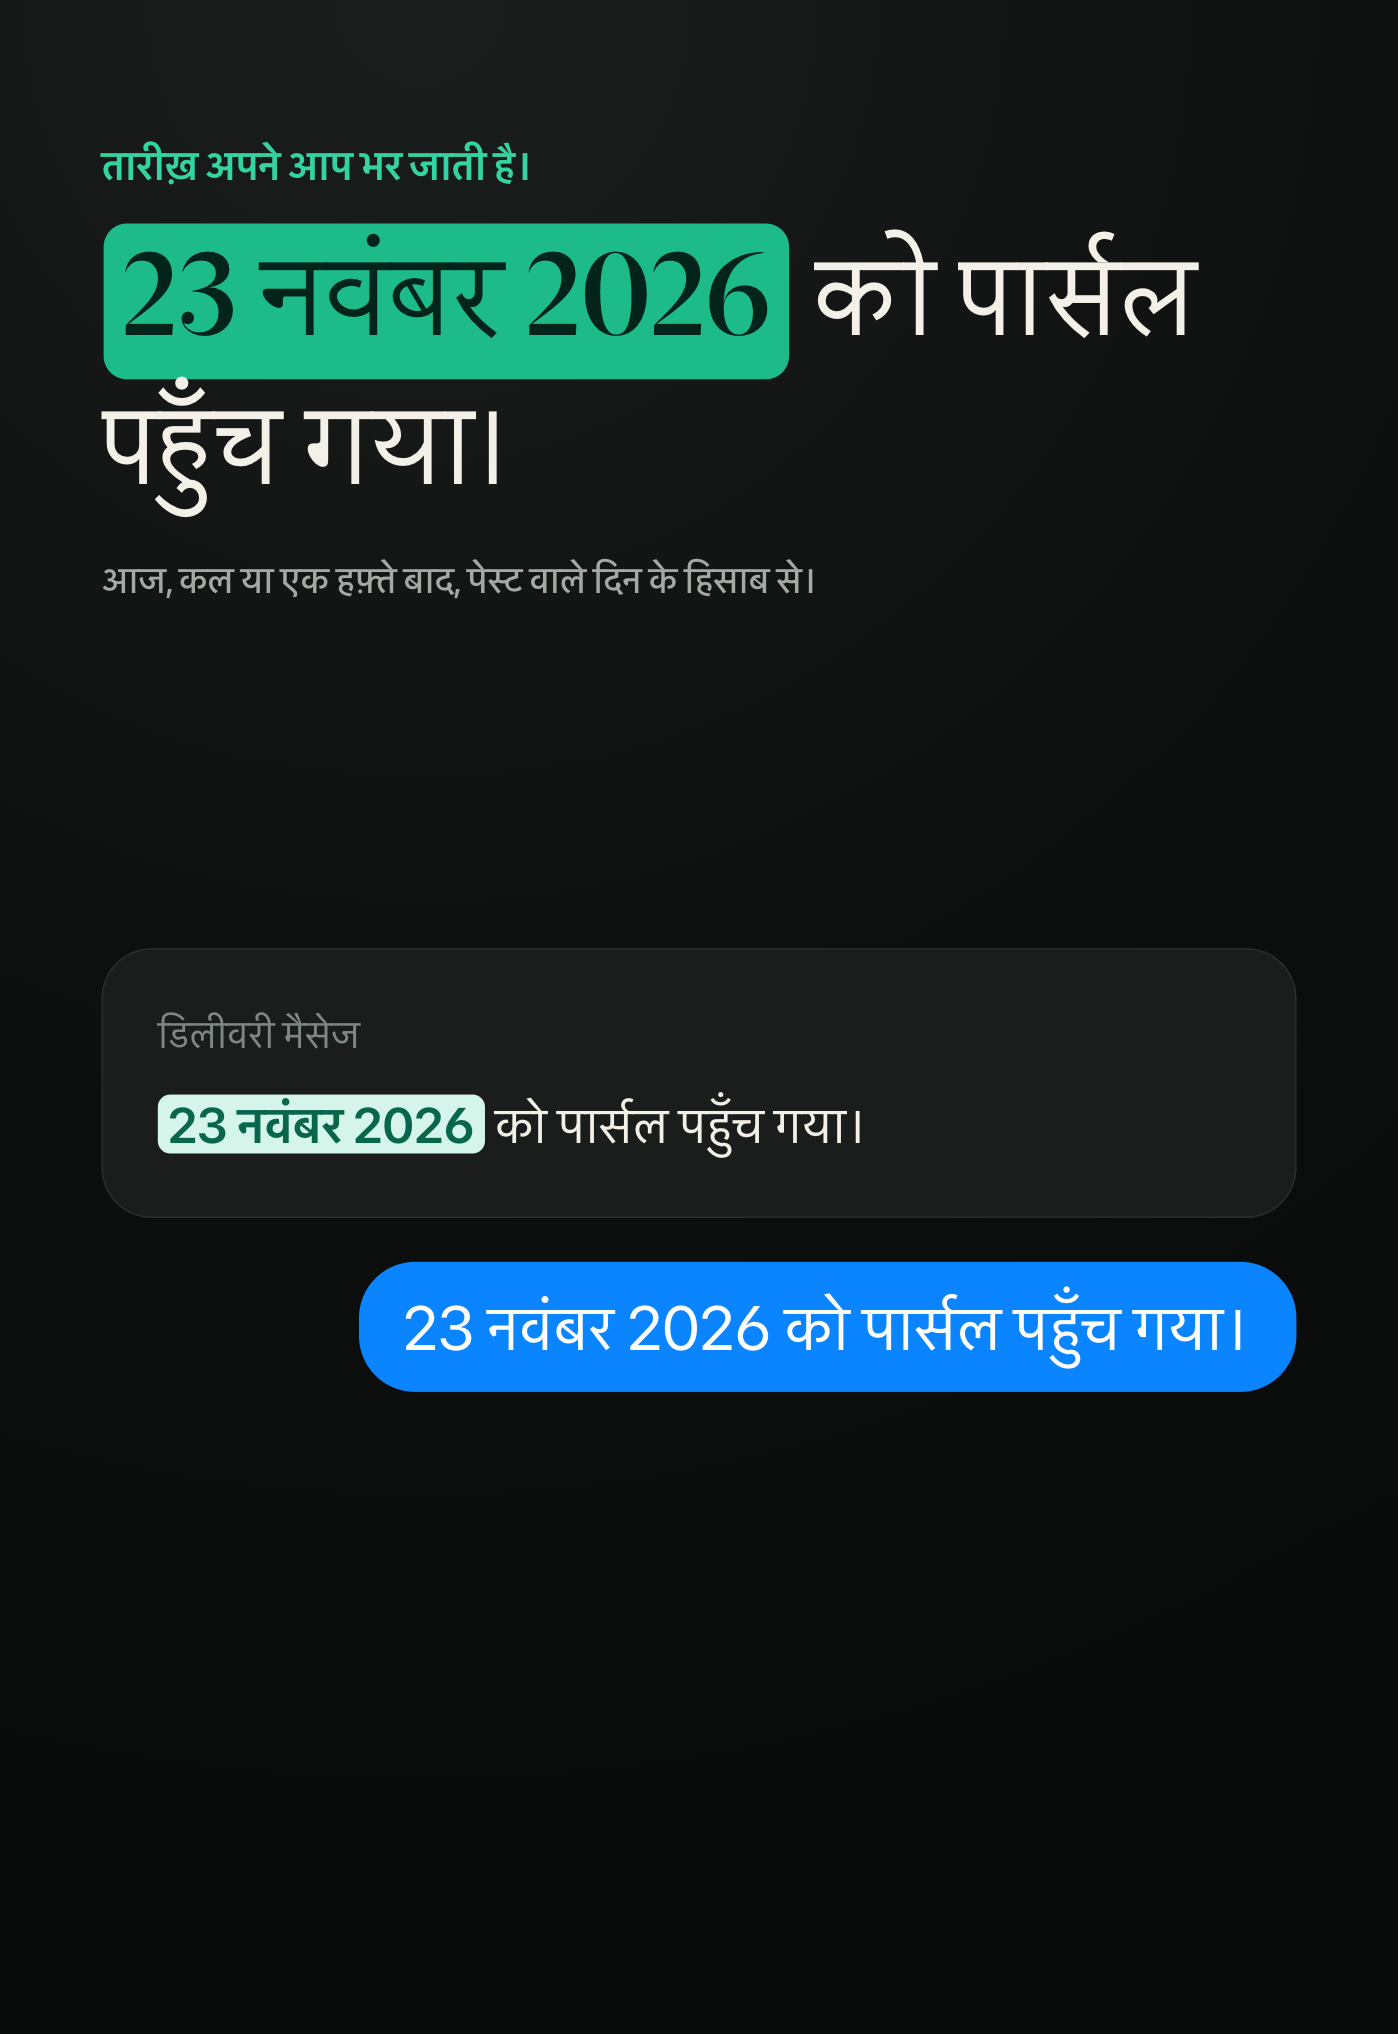 तारीख़ अपने आप भर जाती है।
23 नवंबर 2026 को पार्सल
पहुँच गया।
आज, कल या एक हफ़्ते बाद, पेस्ट वाले दिन के हिसाब से।
डिलीवरी मैसेज
23 नवंबर 2026 को पार्सल पहुँच गया।
23 नवंबर 2026 को पार्सल पहुँच गया।